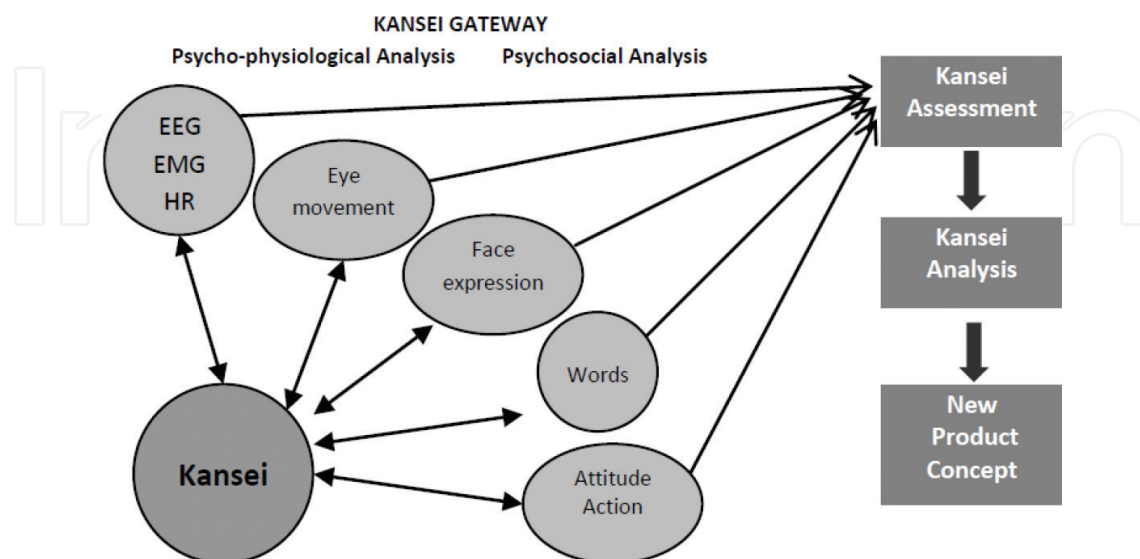 KANSEI GATEWAY
Psycho-physiological Analysis Psychosocial Analysis
EEG
EMG
HR
Eye
movement
Face
expression
Words
Attitude
Action
Kansei
Kansei
Assessment
Kansei
Analysis
New
Product
Concept